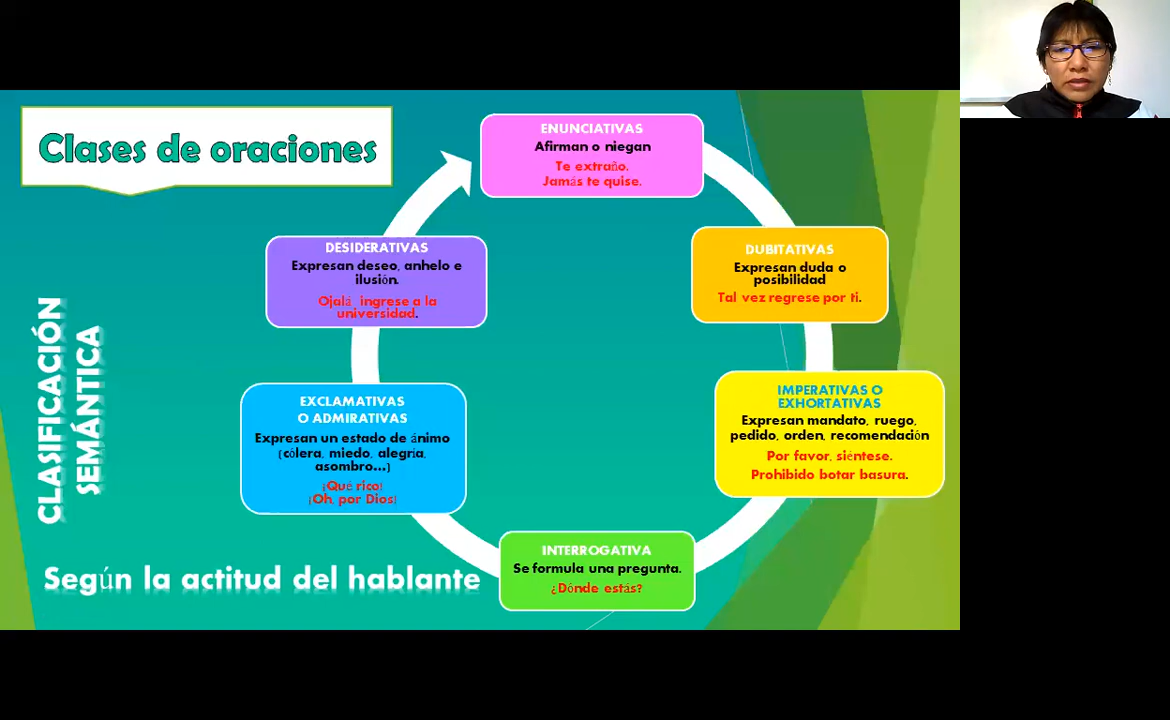 Clases de oraciones
ENUNCIATIVAS
Afirman o niegan
Te extraño.
Jamás te quise.
DUBITATIVAS
Expresan duda o
posibilidad
Tal vez regrese por ti.
IMPERATIVAS O
EXHORTATIVAS
Expresan mandato, ruego,
pedido, orden, recomendación
Por favor, siéntese.
Prohibido botar basura.
INTERROGATIVA
Se formula una pregunta.
¿Dónde estás?
EXCLAMATIVAS
O ADMIRATIVAS
Expresan un estado de ánimo
(cólera, miedo, alegría,
asombro...)
¡Qué rico!
¡Oh, por Dios!
DESIDERATIVAS
Expresan deseo, anhelo e
ilusión.
Ojalá ingrese a la
universidad.
CLASIFICACIÓN
SEMÁNTICA
Según la actitud del hablante